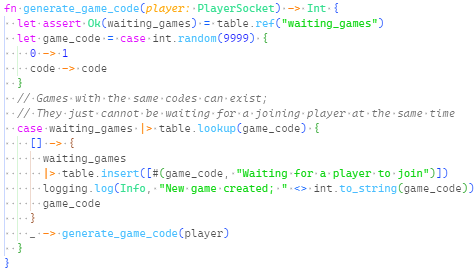 fn generate_game_code(player: PlayerSocket) -> Int {
  let assert Ok(waiting_games) = table.ref("waiting_games")
  let game_code = case int.random(9999) {
    0 -> 1
    code -> code
  }
  // Games with the same codes can exist;
  // They just cannot be waiting for a joining player at the same time
  case waiting_games |> table.lookup(game_code) {
    [] -> {
      waiting_games
      |> table.insert([#(game_code, "Waiting for a player to join")])
      logging.log(Info, "New game created; " <> int.to_string(game_code))
      game_code
    }
    _ -> generate_game_code(player)
  }
}